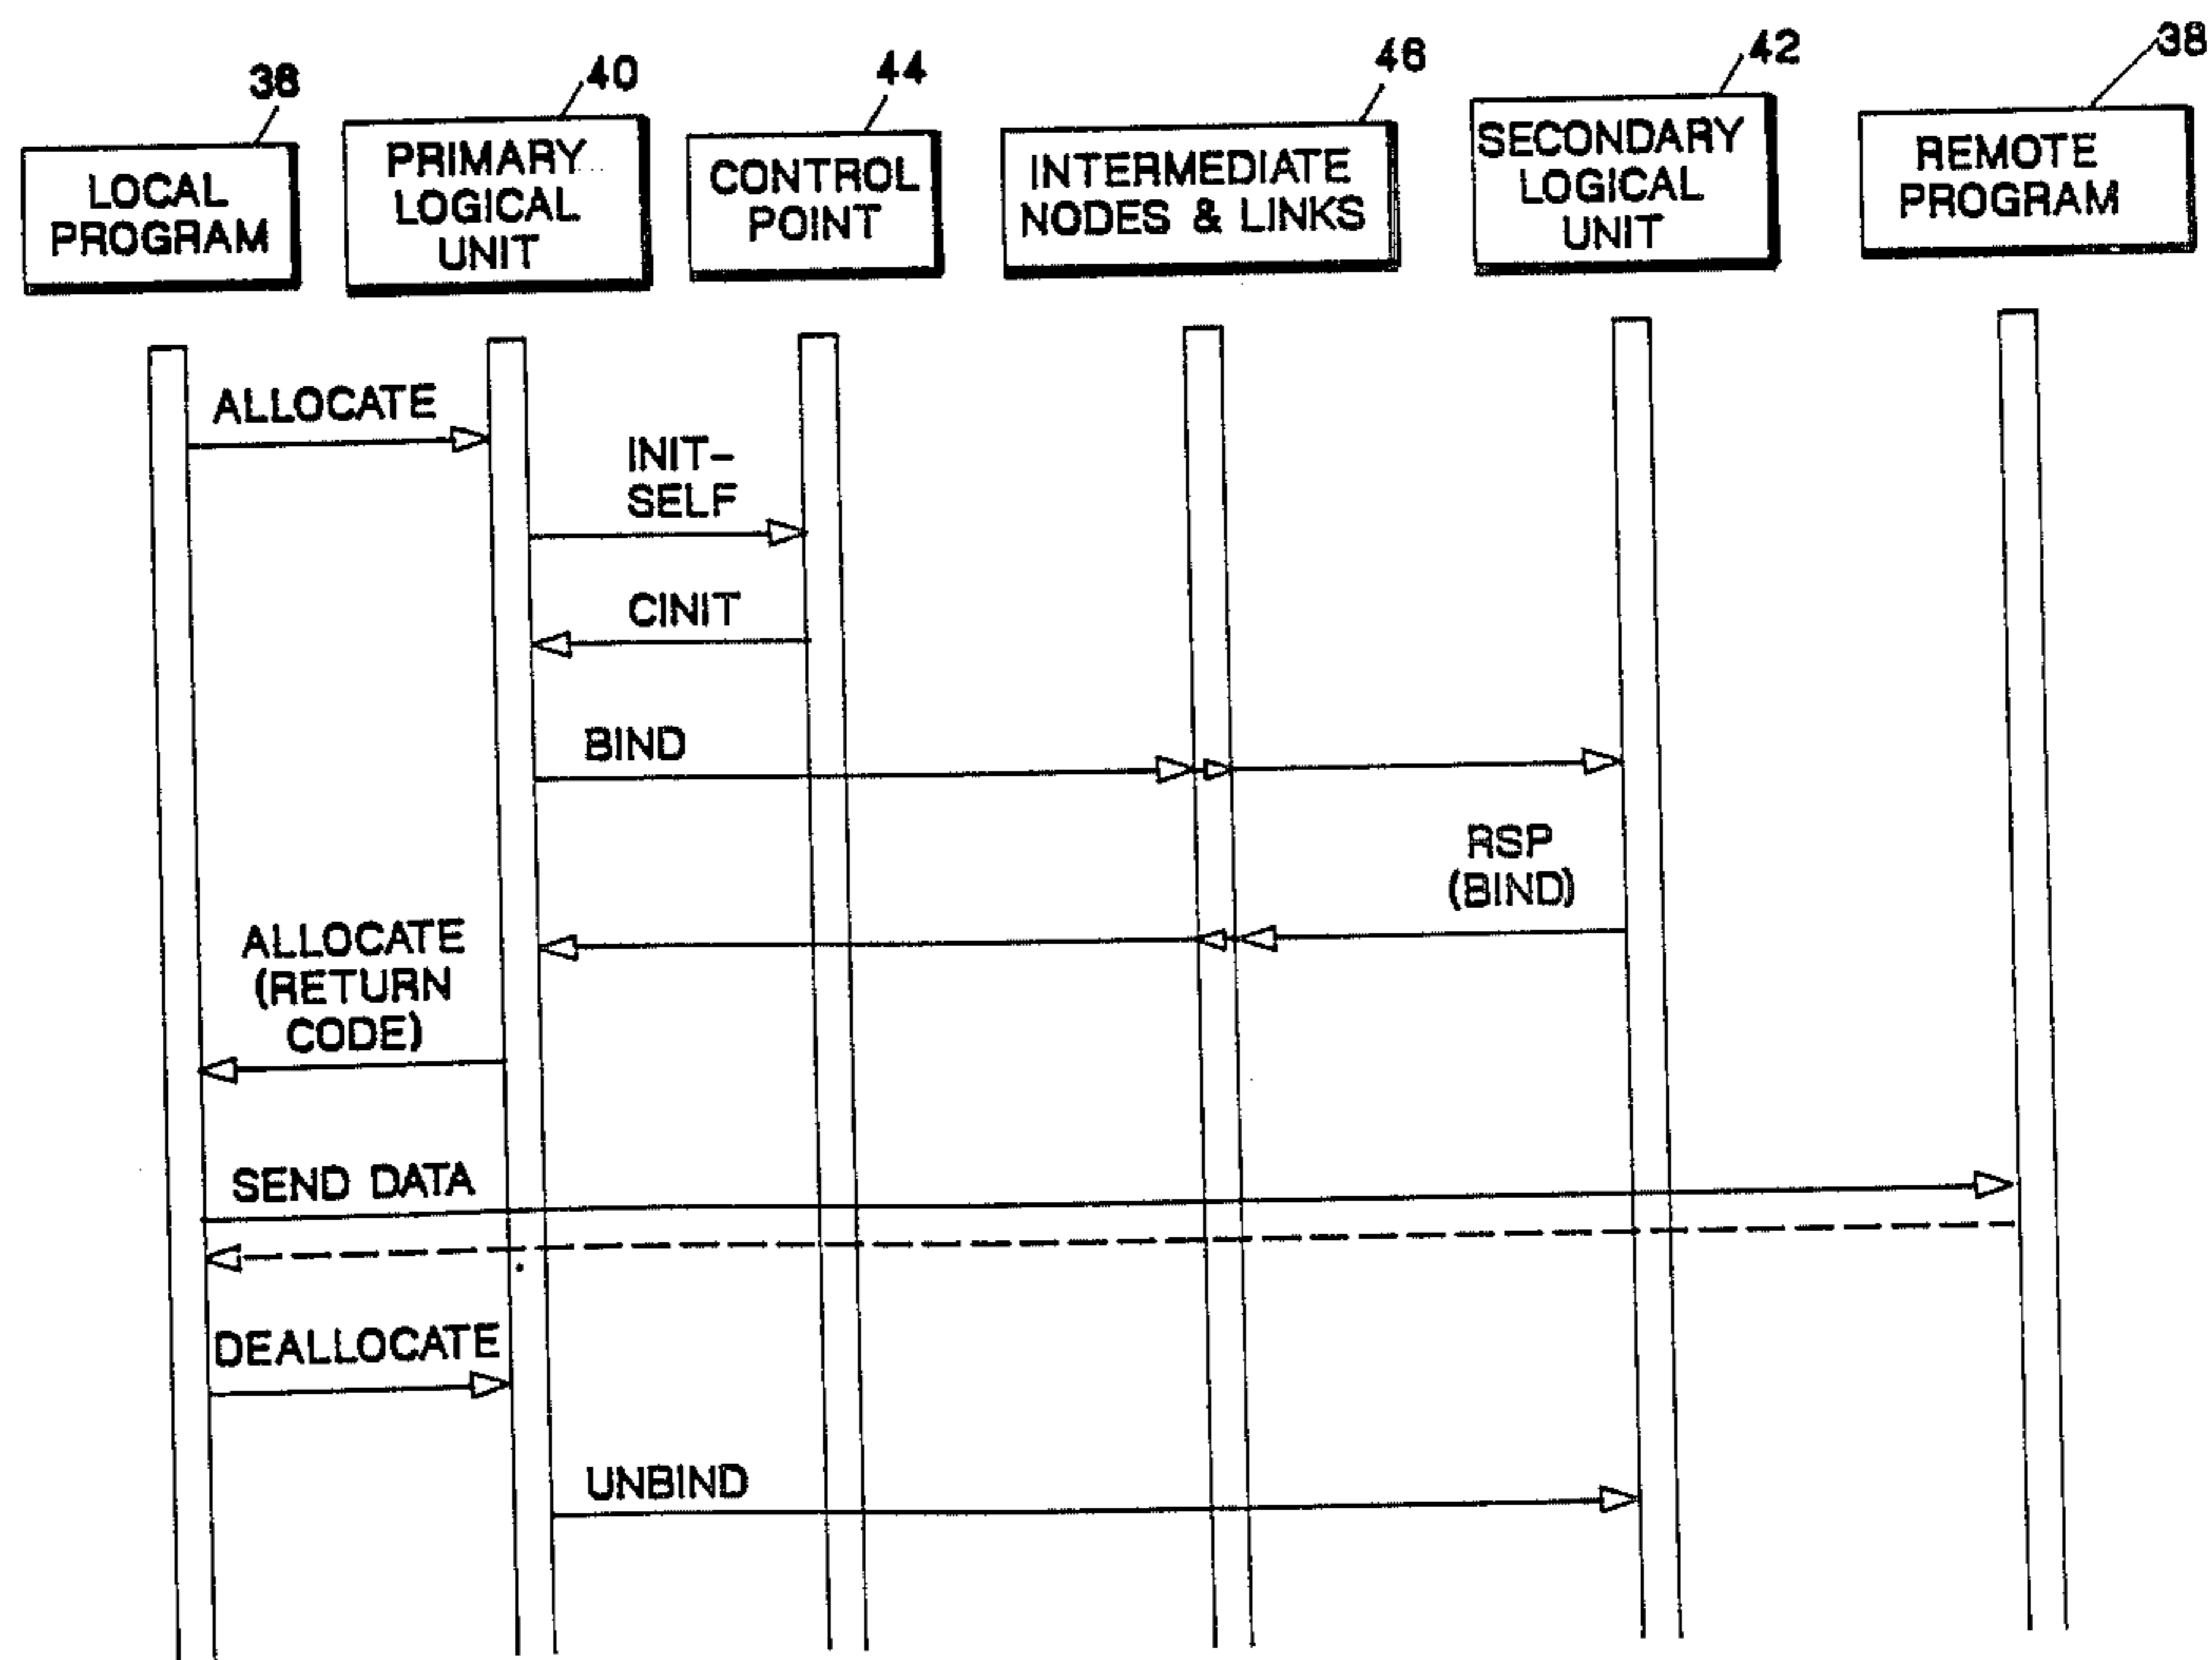 38
40
44
46
42
38
LOCAL
PROGRAM
PRIMARY
LOGICAL
UNIT
CONTROL
POINT
INTERMEDIATE
NODES & LINKS
SECONDARY
LOGICAL
UNIT
REMOTE
PROGRAM
ALLOCATE
INIT-
SELF
CINIT
BIND
RSP
(BIND)
ALLOCATE
(RETURN
CODE)
SEND DATA
DEALLOCATE
UNBIND